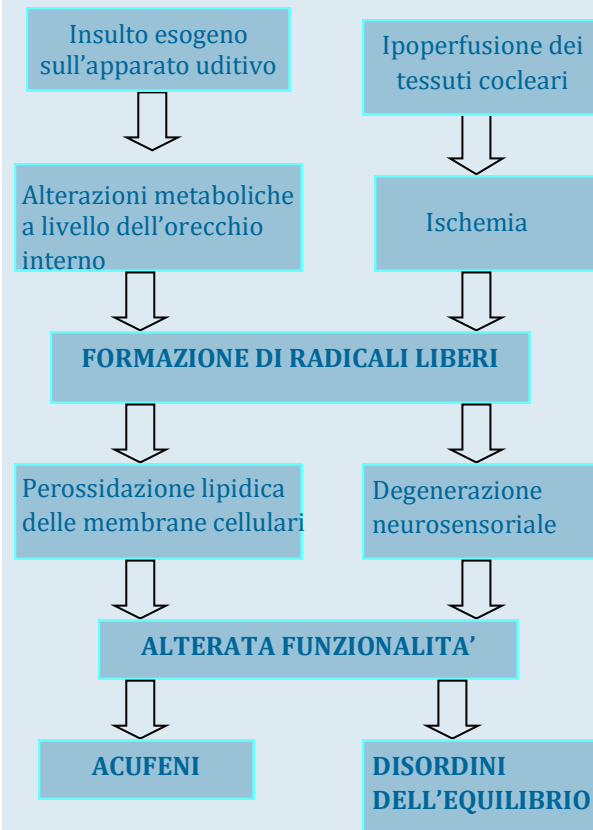 Insulto esogeno
sull'apparato uditivo
Ipoperfusione dei
tessuti cocleari
Alterazioni metaboliche
a livello dell'orecchio
interno
Ischemia
FORMAZIONE DI RADICALI LIBERI
Perossidazione lipidica
delle membrane cellulari
Degenerazione
neurosensoriale
ALTERATA FUNZIONALITA’
ACUFENI
DISORDINI
DELL’EQUILIBRIO